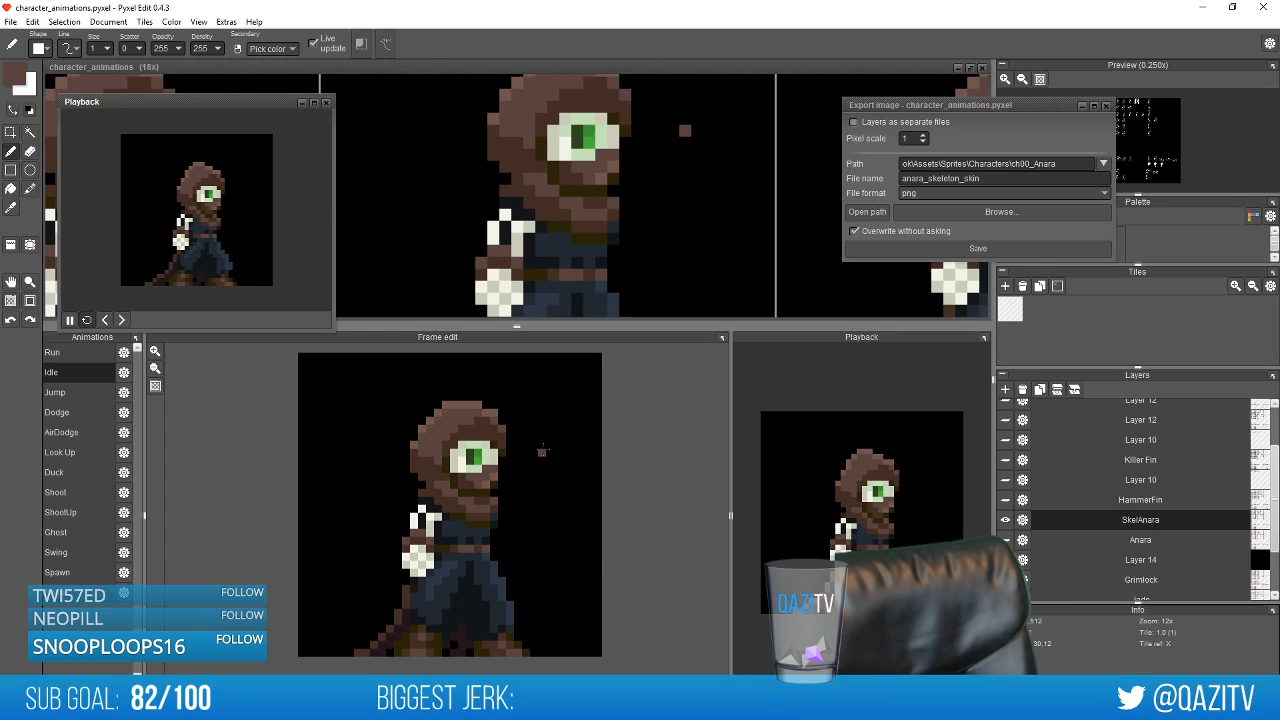 character_animations.pyxel - Pyxel Edit 0.4.3
File Edit Selection Document Tiles Color View Extras Help
Shape Line Size Scatter Opacity Density Secondary
1 0 255 255 Pick color Live update
character_animations (18x)
Preview (0.250x)
Playback
Export image - character_animations.pyxel
Layers as separate files
Pixel scale 1
Path ok\Assets\Sprites\Characters\ch00_Anara
File name anara_skeleton_skin
File format png
Open path Browse...
Overwrite without asking
Save
Palette
Tiles
Animations
Frame edit
Playback
Run
Idle
Jump
Dodge
AirDodge
Look Up
Duck
Shoot
ShootUp
Ghost
Swing
Spawn
Layers
Layer 12
Layer 12
Layer 10
Killer Fin
Layer 10
HammerFin
SkelAnara
Anara
Layer 14
Grimlock
Info
,512
Zoom: 12x
Tile: 1.0 (1)
30,12
Tile ref: X
TWI57ED FOLLOW
NEOPILL FOLLOW
SNOOPLOOPS16 FOLLOW
QAZITV
SUB GOAL: 82/100
BIGGEST JERK:
@QAZITV